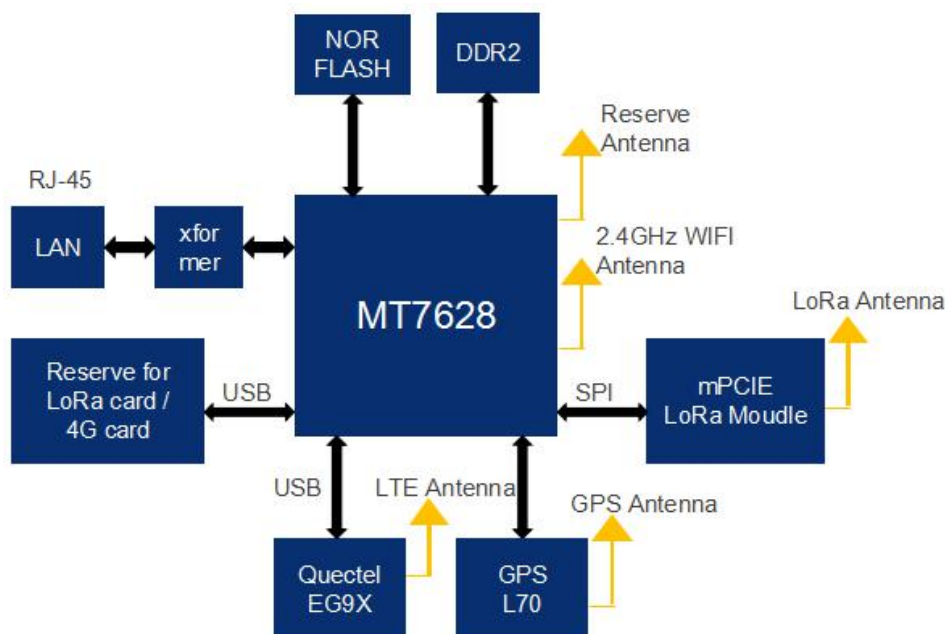 NOR
FLASH
DDR2
Reserve
Antenna
RJ-45
LAN
xfor
mer
2.4GHz WIFI
Antenna
MT7628
LoRa Antenna
Reserve for
LoRa card /
4G card
USB
SPI
mPCIE
LoRa Moudle
USB
LTE Antenna
GPS Antenna
Quectel
EG9X
GPS
L70